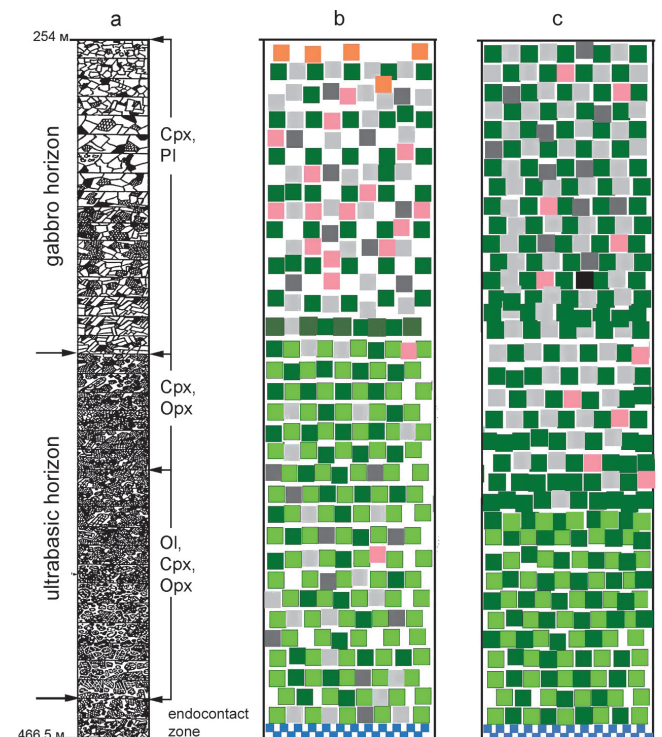 a
b
c
254 м
gabbro horizon
Cpx,
Pl
Cpx,
Opx
ultrabasic horizon
Ol,
Cpx,
Opx
endocontact
zone
466,5 м